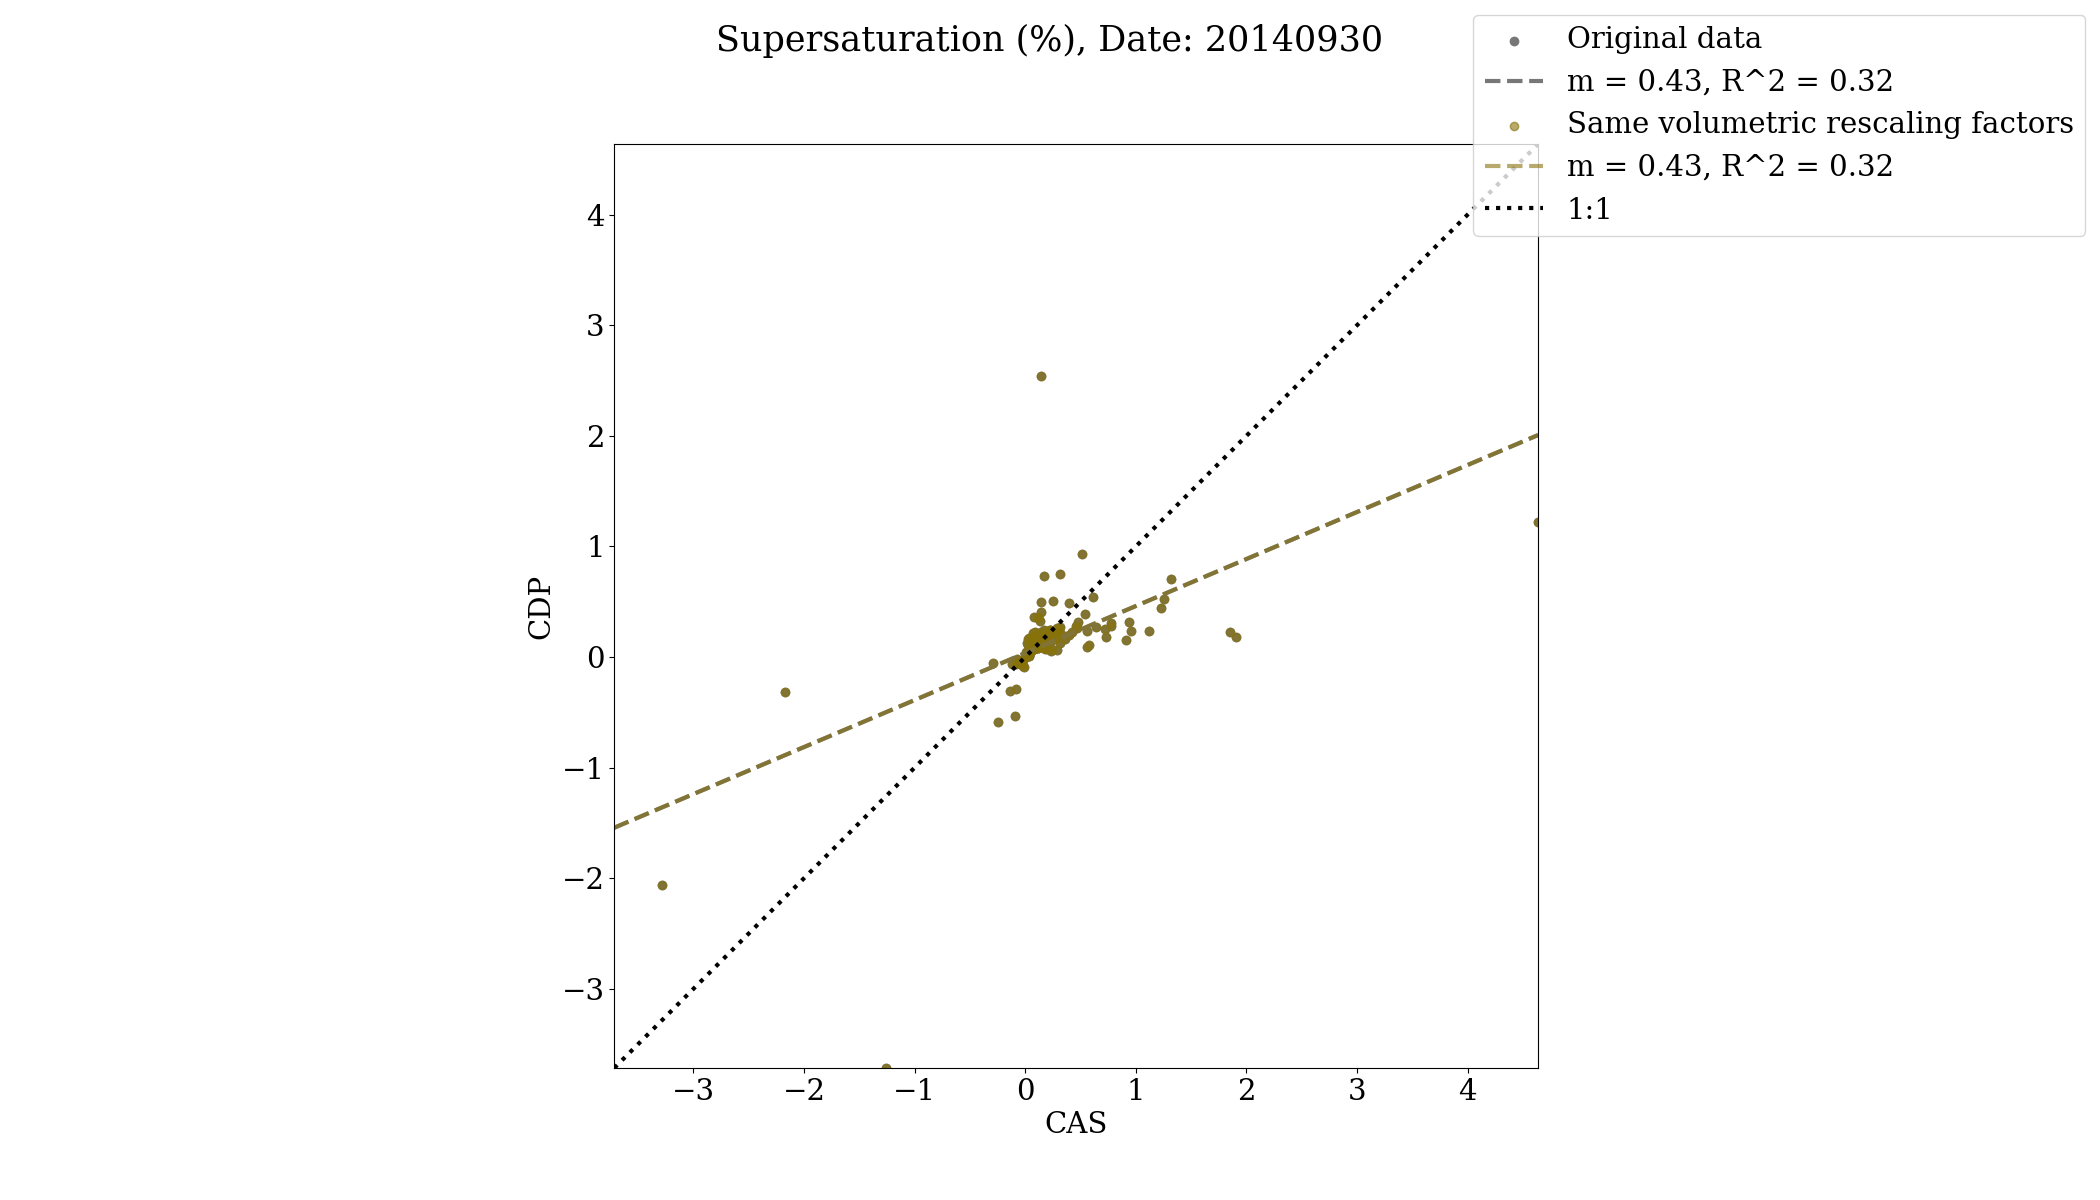 Supersaturation (%), Date: 20140930
Original data
m = 0.43, R^2 = 0.32
Same volumetric rescaling factors
m = 0.43, R^2 = 0.32
1:1
4
3
2
1
0
−1
−2
−3
CDP
−3 −2 −1 0 1 2 3 4
CAS